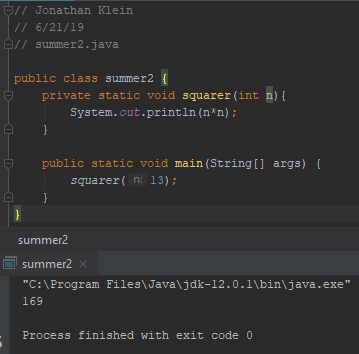 // Jonathan Klein
// 6/21/19
// summer2.java
public class summer2 {
private static void squarer(int n){
System.out.println(n*n);
}
public static void main(String[] args) {
squarer( n: 13);
}
}
summer2
summer2 ×
"C:\Program Files\Java\jdk-12.0.1\bin\java.exe"
169
Process finished with exit code 0